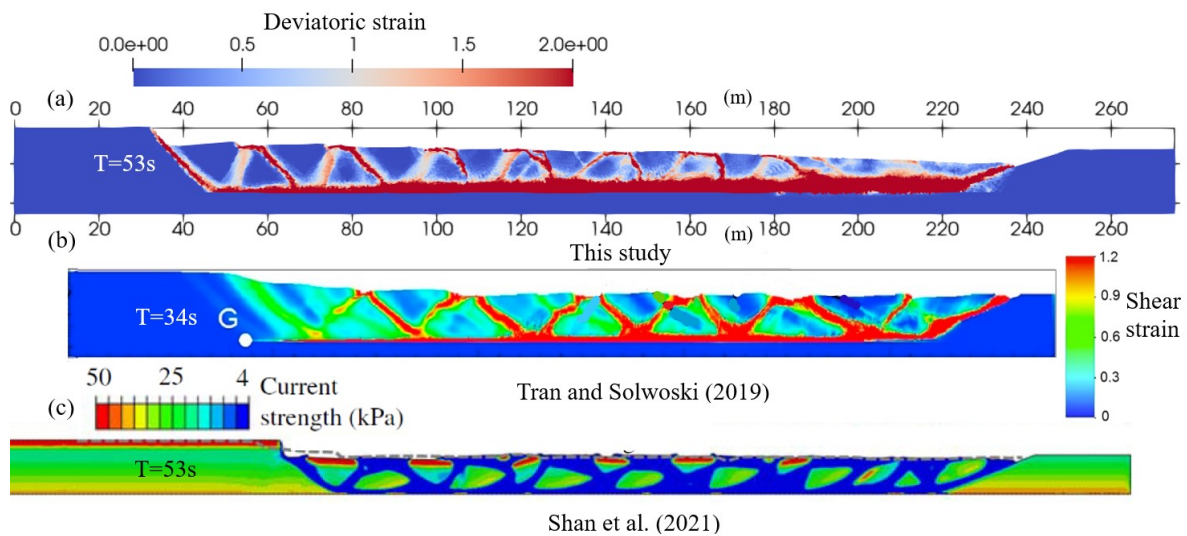 Deviatoric strain
0.0e+00 0.5 1 1.5 2.0e+00
(a)
0 20 40 60 80 100 120 140 160 (m) 180 200 220 240 260
T=53s
0 20 40 60 80 100 120 140 160 (m) 180 200 220 240 260
(b)
This study
1.2
0.9
0.6
0.3
0
Shear
strain
T=34s
G
50 25 4
Current
strength (kPa)
Tran and Solwoski (2019)
(c)
T=53s
Shan et al. (2021)